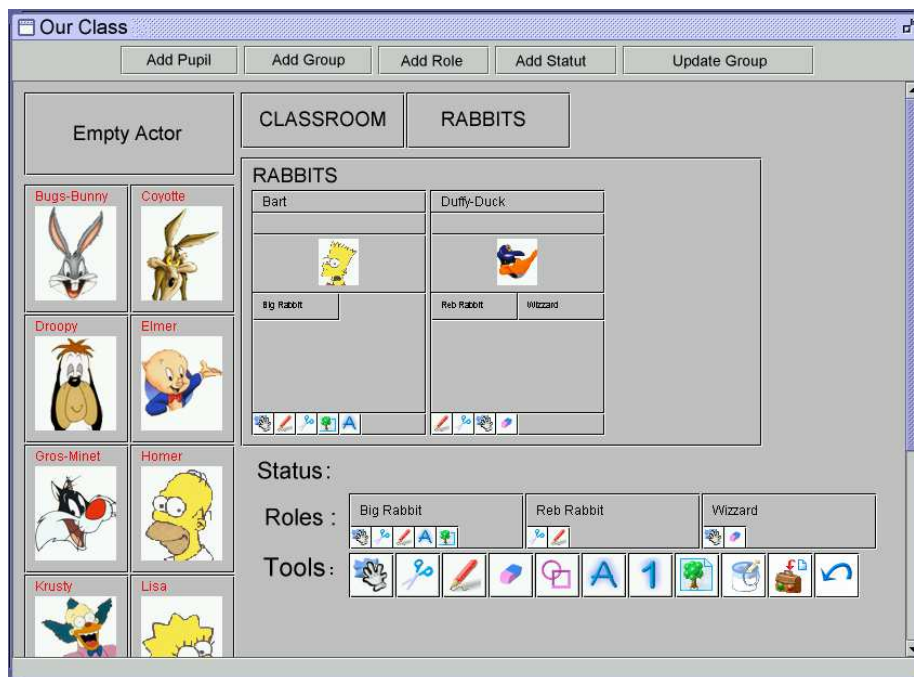 Our Class
Add Pupil Add Group Add Role Add Statut Update Group
Empty Actor
CLASSROOM RABBITS
RABBITS
Bart Duffy-Duck
Big Rabbit Reb Rabbit Wizzard
Bugs-Bunny Coyotte
Droopy Elmer
Gros-Minet Homer
Krusty Lisa
Status:
Roles : Big Rabbit Reb Rabbit Wizzard
A
Tools: A 1